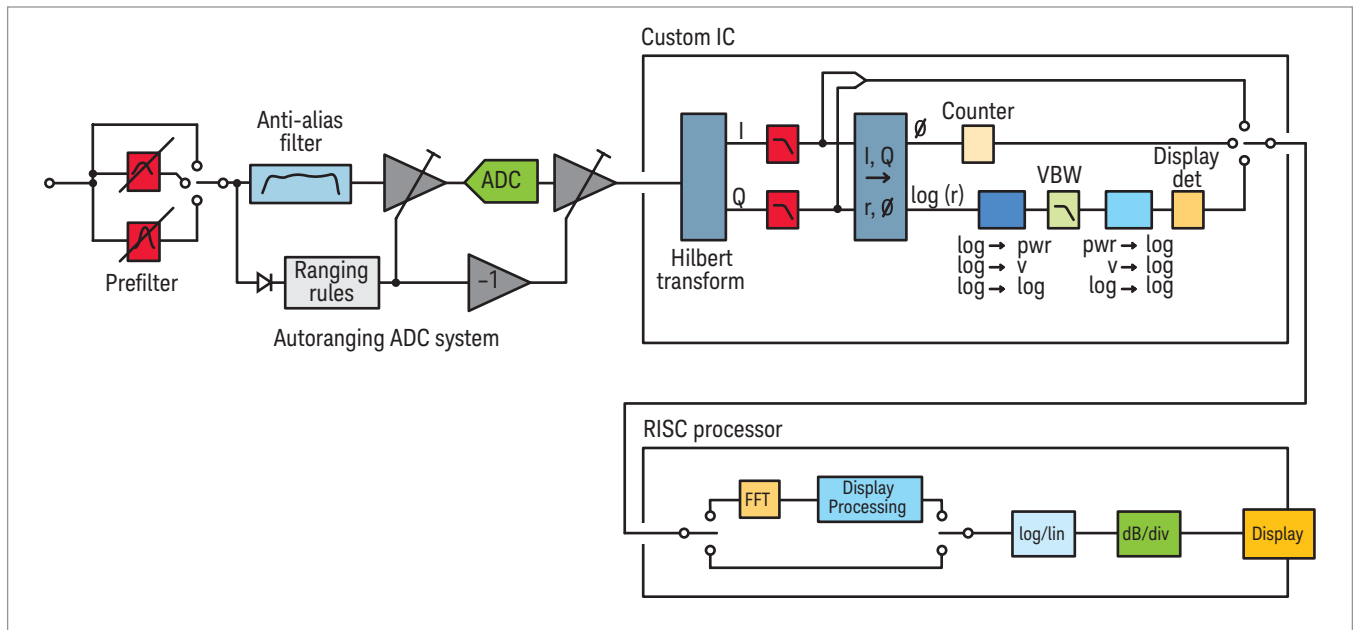 Custom IC
Anti-alias
filter
Prefilter
ADC
Ranging
rules
−1
Autoranging ADC system
Hilbert
transform
I
Q
I, Q
→
r, Ø
Ø
log (r)
Counter
VBW
Display
det
log → pwr
log → v
log → log
pwr → log
v → log
log → log
RISC processor
FFT
Display
Processing
log/lin
dB/div
Display